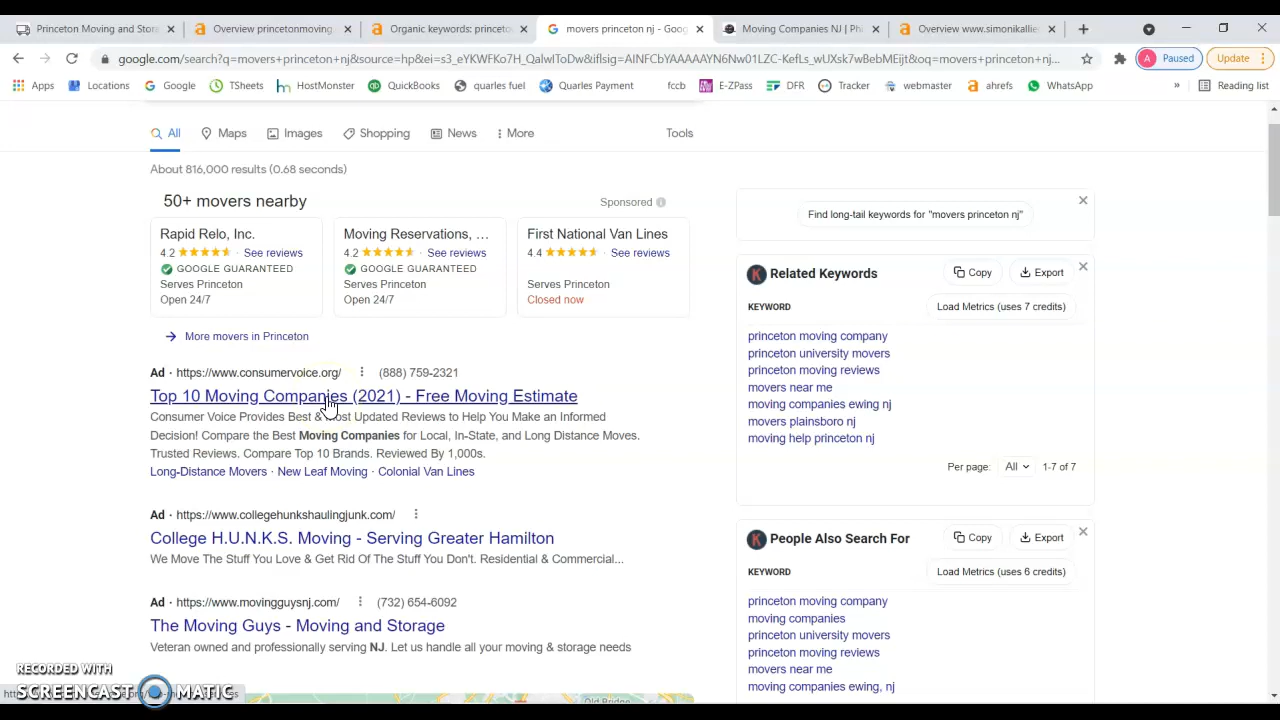 Princeton Moving and Store
Overview princetonmoving
Organic keywords: princeto
movers princeton nj - Goog
Moving Companies NJ | Ph
Overview www.simonikallie
google.com/search?q=movers+princeton+nj&source=hp&ei=s3_YKWFKo7H_QalwITDw&iflsig=AINFCbYAAAAAYN6Nw01LZC-KefLs_wUYsk7wBebMEijt&oq=movers+princeton+nj...
A Paused
Update
Apps
Locations
Google
TSheets
HostMonster
QuickBooks
quarles fuel
Quarles Payment
fccb
E-ZPass
DFR
Tracker
webmaster
ahrefs
WhatsApp
»
Reading list
All
Maps
Images
Shopping
News
More
Tools
About 816,000 results (0.68 seconds)
50+ movers nearby
Sponsored
Rapid Relo, Inc.
4.2 · See reviews
GOOGLE GUARANTEED
Serves Princeton
Open 24/7
Moving Reservations, ...
4.2 · See reviews
GOOGLE GUARANTEED
Serves Princeton
Open 24/7
First National Van Lines
4.4 · See reviews
Serves Princeton
Closed now
More movers in Princeton
Ad · https://www.consumervoice.org/ (888) 759-2321
Top 10 Moving Companies (2021) - Free Moving Estimate
Consumer Voice Provides Best & Most Updated Reviews to Help You Make an Informed
Decision! Compare the Best Moving Companies for Local, In-State, and Long Distance Moves.
Trusted Reviews. Compare Top 10 Brands. Reviewed By 1,000s.
Long-Distance Movers · New Leaf Moving · Colonial Van Lines
Ad · https://www.collegehunkshaulingjunk.com/
College H.U.N.K.S. Moving - Serving Greater Hamilton
We Move The Stuff You Love & Get Rid Of The Stuff You Don't. Residential & Commercial...
Ad · https://www.movingguysnj.com/ (732) 654-6092
The Moving Guys - Moving and Storage
Veteran owned and professionally serving NJ. Let us handle all your moving & storage needs
Old Bridge
Find long-tail keywords for "movers princeton nj"
K Related Keywords
Copy
Export
KEYWORD
Load Metrics (uses 7 credits)
princeton moving company
princeton university movers
princeton moving reviews
movers near me
moving companies ewing nj
movers plainsboro nj
moving help princeton nj
Per page: All 1-7 of 7
K People Also Search For
Copy
Export
KEYWORD
Load Metrics (uses 6 credits)
princeton moving company
moving companies
princeton university movers
princeton moving reviews
movers near me
moving companies ewing, nj
RECORDED WITH
SCREENCAST MATIC